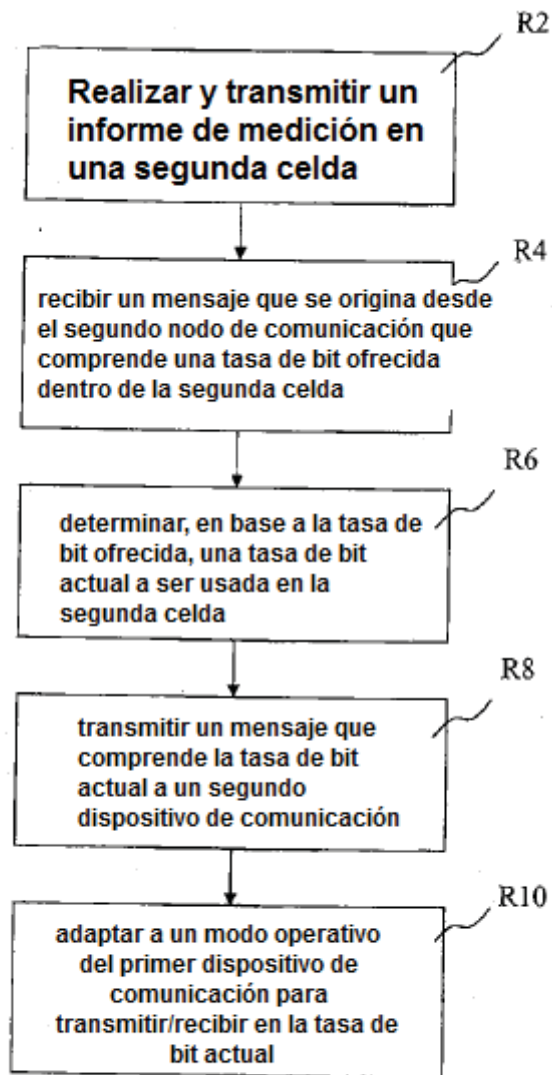 R2
Realizar y transmitir un
informe de medición en
una segunda celda
R4
recibir un mensaje que se origina desde
el segundo nodo de comunicación que
comprende una tasa de bit ofrecida
dentro de la segunda celda
R6
determinar, en base a la tasa de
bit ofrecida, una tasa de bit
actual a ser usada en la
segunda celda
R8
transmitir un mensaje que
comprende la tasa de bit
actual a un segundo
dispositivo de comunicación
R10
adaptar a un modo operativo
del primer dispositivo de
comunicación para
transmitir/recibir en la tasa de
bit actual